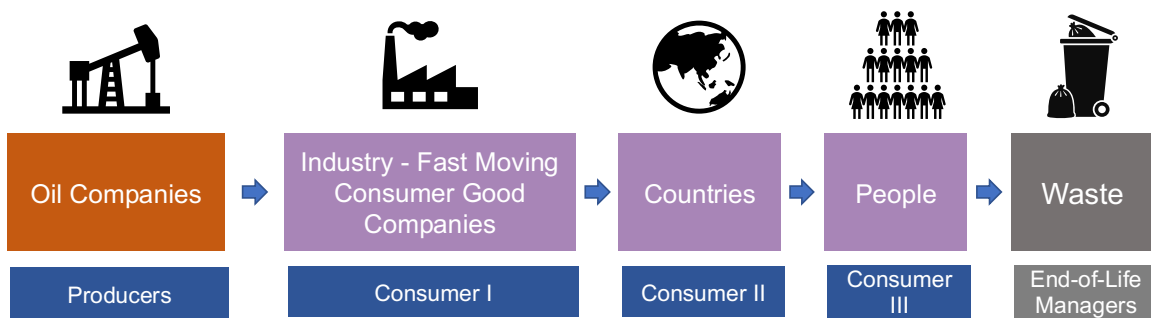 Oil Companies
Industry - Fast Moving
Consumer Good
Companies
Countries
People
Waste
Producers
Consumer I
Consumer II
Consumer
III
End-of-Life
Managers